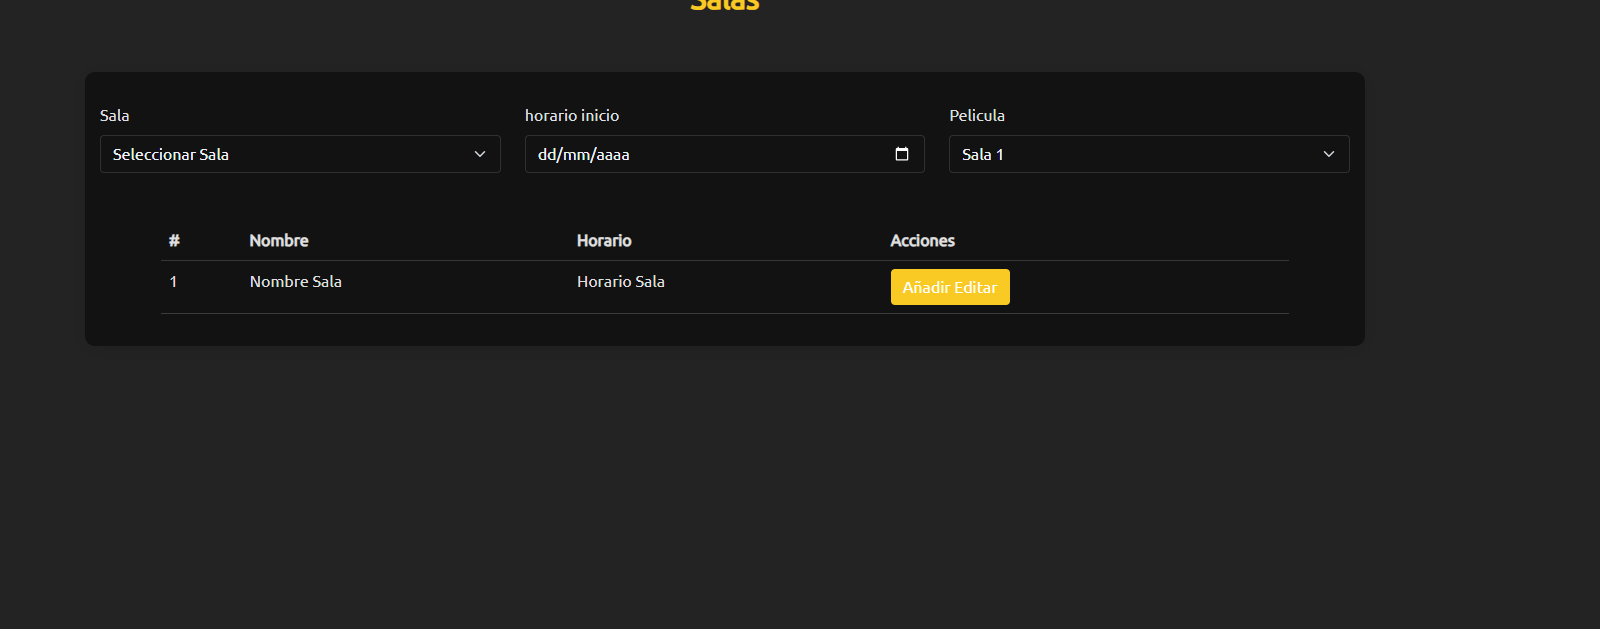 Salas
Sala horario inicio Pelicula
Seleccionar Sala dd/mm/aaaa Sala 1
# Nombre Horario Acciones
1 Nombre Sala Horario Sala Añadir Editar